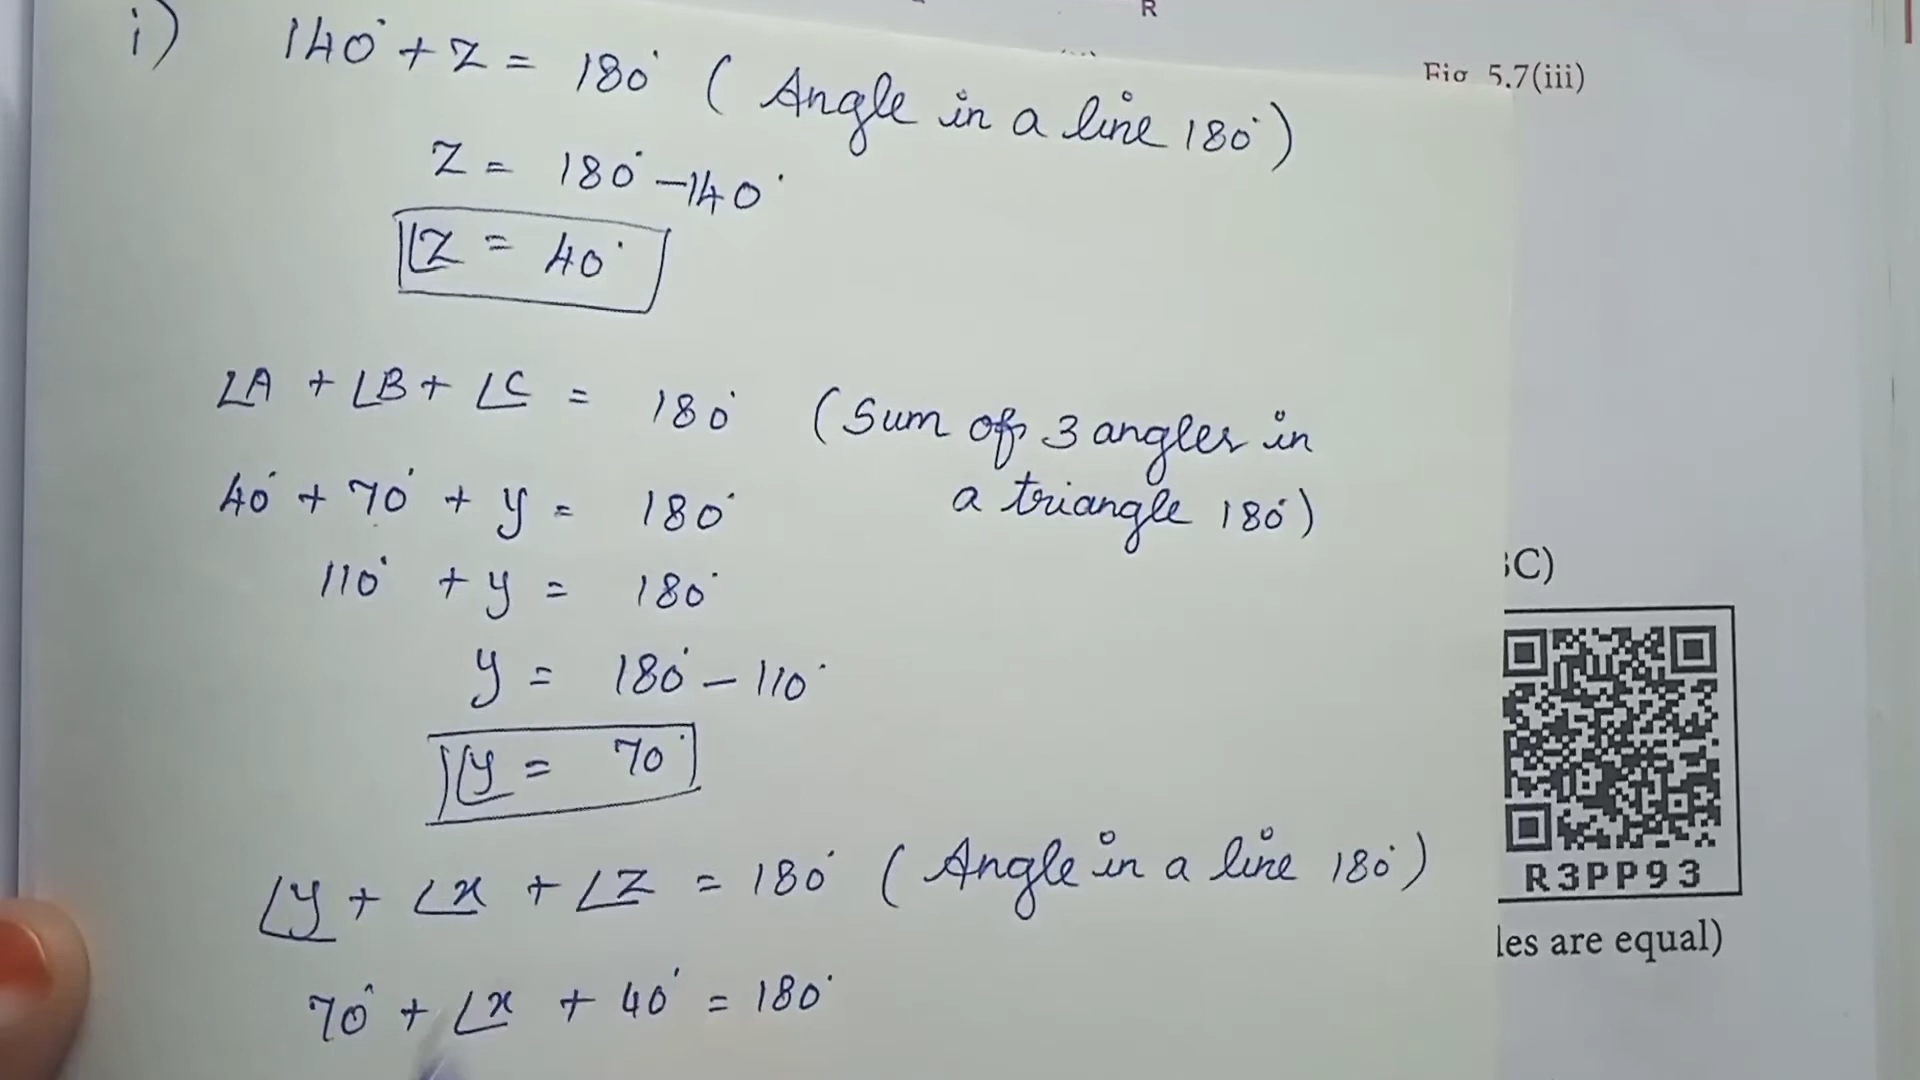 R
Fig 5.7(iii)
i) 140° + z = 180° ( Angle in a line 180°)
z = 180° - 140°
∠z = 40°
∠A + ∠B + ∠C = 180° (Sum of 3 angles in
a triangle 180°)
40° + 70° + y = 180°
110° + y = 180°
y = 180° - 110°
∠y = 70°
∠y + ∠x + ∠z = 180° ( Angle in a line 180°)
70° + ∠x + 40° = 180°
C)
R3PP93
les are equal)